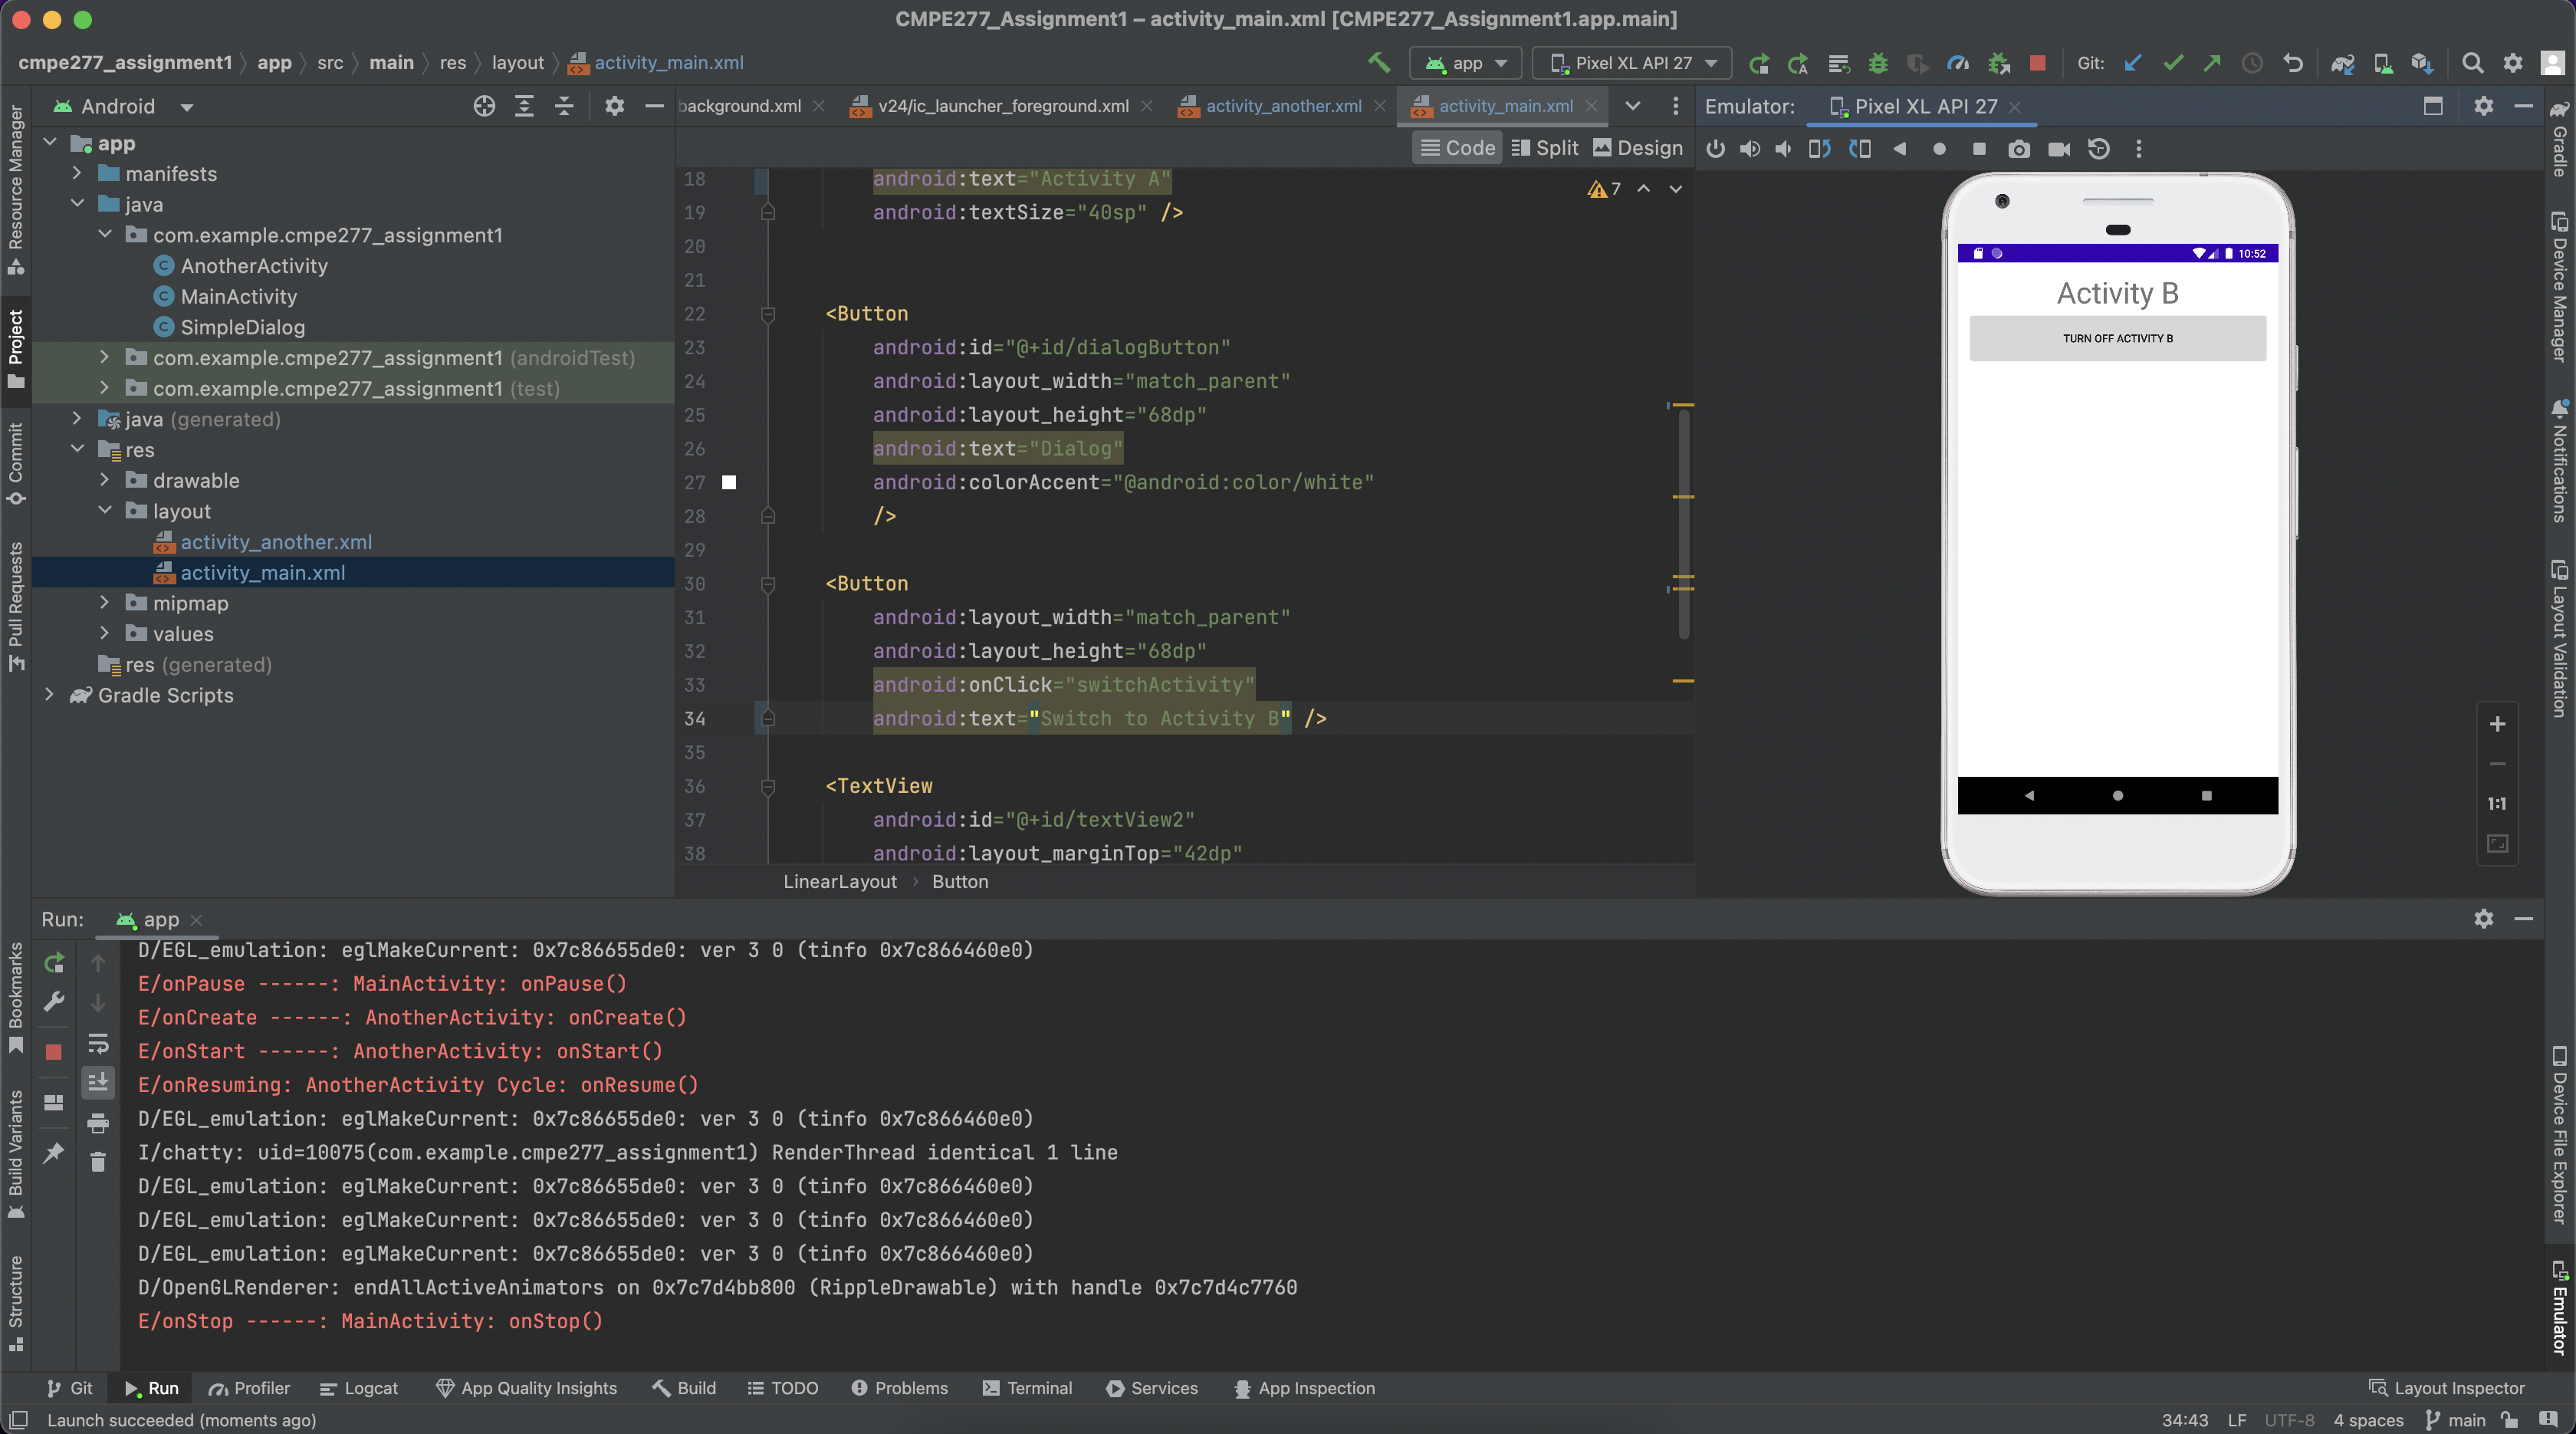 CMPE277_Assignment1 – activity_main.xml [CMPE277_Assignment1.app.main]
cmpe277_assignment1 app src main res layout activity_main.xml
app Pixel XL API 27 Git:
Android
background.xml v24/ic_launcher_foreground.xml activity_another.xml activity_main.xml
Emulator: Pixel XL API 27
Code Split Design
Resource Manager
Project
Commit
Pull Requests
Bookmarks
Build Variants
Structure
app
manifests
java
com.example.cmpe277_assignment1
AnotherActivity
MainActivity
SimpleDialog
com.example.cmpe277_assignment1 (androidTest)
com.example.cmpe277_assignment1 (test)
java (generated)
res
drawable
layout
activity_another.xml
activity_main.xml
mipmap
values
res (generated)
Gradle Scripts
7
18 android:text="Activity A"
19 android:textSize="40sp" />
20
21
22 <Button
23 android:id="@+id/dialogButton"
24 android:layout_width="match_parent"
25 android:layout_height="68dp"
26 android:text="Dialog"
27 android:colorAccent="@android:color/white"
28 />
29
30 <Button
31 android:layout_width="match_parent"
32 android:layout_height="68dp"
33 android:onClick="switchActivity"
34 android:text="Switch to Activity B" />
35
36 <TextView
37 android:id="@+id/textView2"
38 android:layout_marginTop="42dp"
LinearLayout Button
10:52
Activity B
TURN OFF ACTIVITY B
1:1
Gradle
Device Manager
Notifications
Layout Validation
Device File Explorer
Emulator
Run: app
D/EGL_emulation: eglMakeCurrent: 0x7c86655de0: ver 3 0 (tinfo 0x7c866460e0)
E/onPause ------: MainActivity: onPause()
E/onCreate ------: AnotherActivity: onCreate()
E/onStart ------: AnotherActivity: onStart()
E/onResuming: AnotherActivity Cycle: onResume()
D/EGL_emulation: eglMakeCurrent: 0x7c86655de0: ver 3 0 (tinfo 0x7c866460e0)
I/chatty: uid=10075(com.example.cmpe277_assignment1) RenderThread identical 1 line
D/EGL_emulation: eglMakeCurrent: 0x7c86655de0: ver 3 0 (tinfo 0x7c866460e0)
D/EGL_emulation: eglMakeCurrent: 0x7c86655de0: ver 3 0 (tinfo 0x7c866460e0)
D/EGL_emulation: eglMakeCurrent: 0x7c86655de0: ver 3 0 (tinfo 0x7c866460e0)
D/OpenGLRenderer: endAllActiveAnimators on 0x7c7d4bb800 (RippleDrawable) with handle 0x7c7d4c7760
E/onStop ------: MainActivity: onStop()
Git Run Profiler Logcat App Quality Insights Build TODO Problems Terminal Services App Inspection Layout Inspector
Launch succeeded (moments ago) 34:43 LF UTF-8 4 spaces main